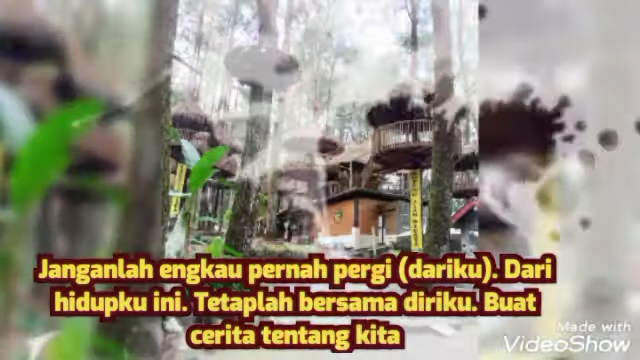 Janganlah engkau pernah pergi (dariku). Dari
hidupku ini. Tetaplah bersama diriku. Buat
cerita tentang kita
Made with
VideoShow